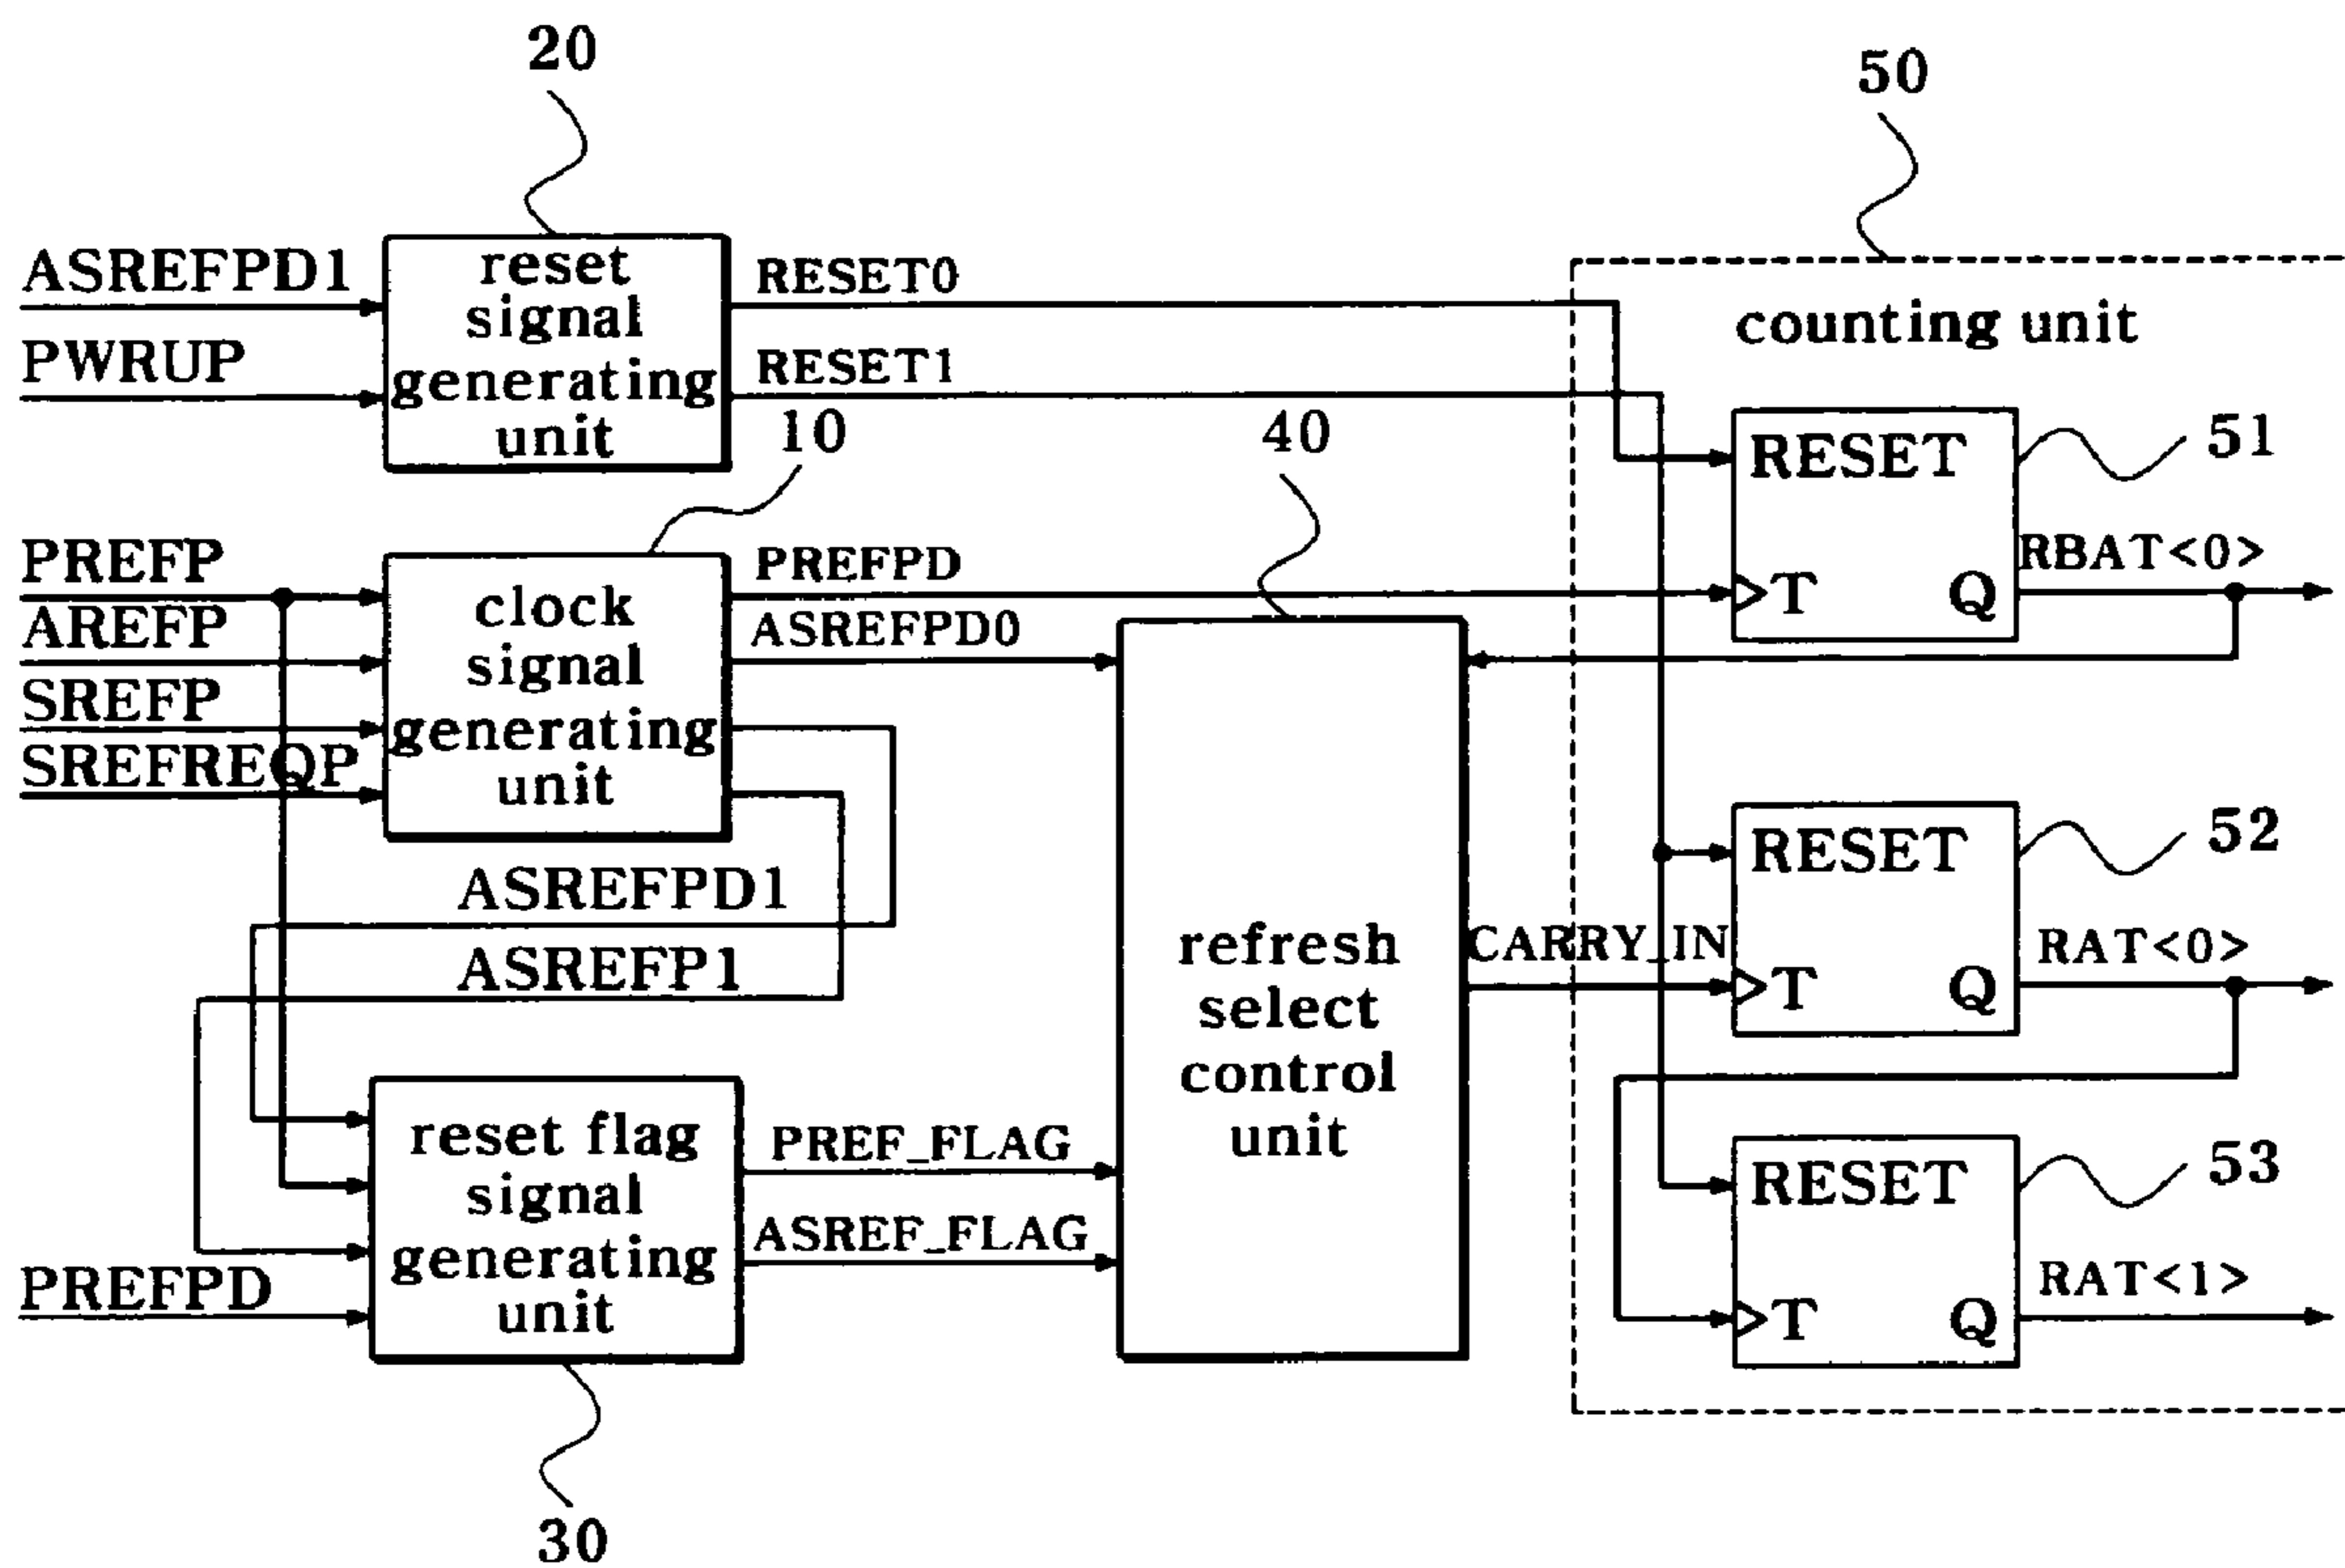 20
50
ASREFPD1
PWRUP
reset
signal
generating
unit
RESET0
RESET1
counting unit
10
40
RESET
T Q
51
RBAT<0>
PREFP
AREFP
SREFP
SREFREQP
clock
signal
generating
unit
PREFPD
ASREFPD0
ASREFPD1
ASREFP1
refresh
select
control
unit
CARRY_IN
RESET
T Q
52
RAT<0>
PREFPD
reset flag
signal
generating
unit
PREF_FLAG
ASREF_FLAG
RESET
T Q
53
RAT<1>
30